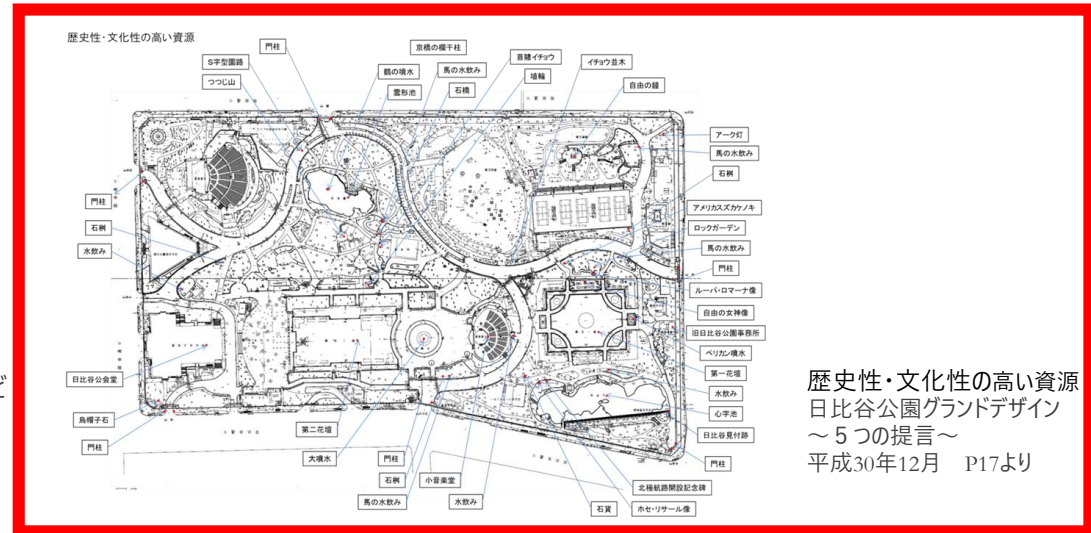 歴史性・文化性の高い資源
門柱
京橋の欄干柱
首賭イチョウ
イチョウ並木
S字型園路
鶴の噴水
馬の水飲み
埴輪
自由の鐘
つつじ山
雲形池
石橋
アーク灯
馬の水飲み
石桝
門柱
アメリカスズカケノキ
石桝
ロックガーデン
水飲み
馬の水飲み
門柱
ルーパ・ロマーナ像
自由の女神像
旧日比谷公園事務所
ペリカン噴水
日比谷公会堂
第一花壇
水飲み
烏帽子石
心字池
第二花壇
日比谷見付跡
門柱
大噴水
門柱
門柱
石桝
小音楽堂
北極航路開設記念碑
馬の水飲み
水飲み
石貨
ホセ・リサール像
歴史性・文化性の高い資源
日比谷公園グランドデザイン
~５つの提言~
平成30年12月 P17より